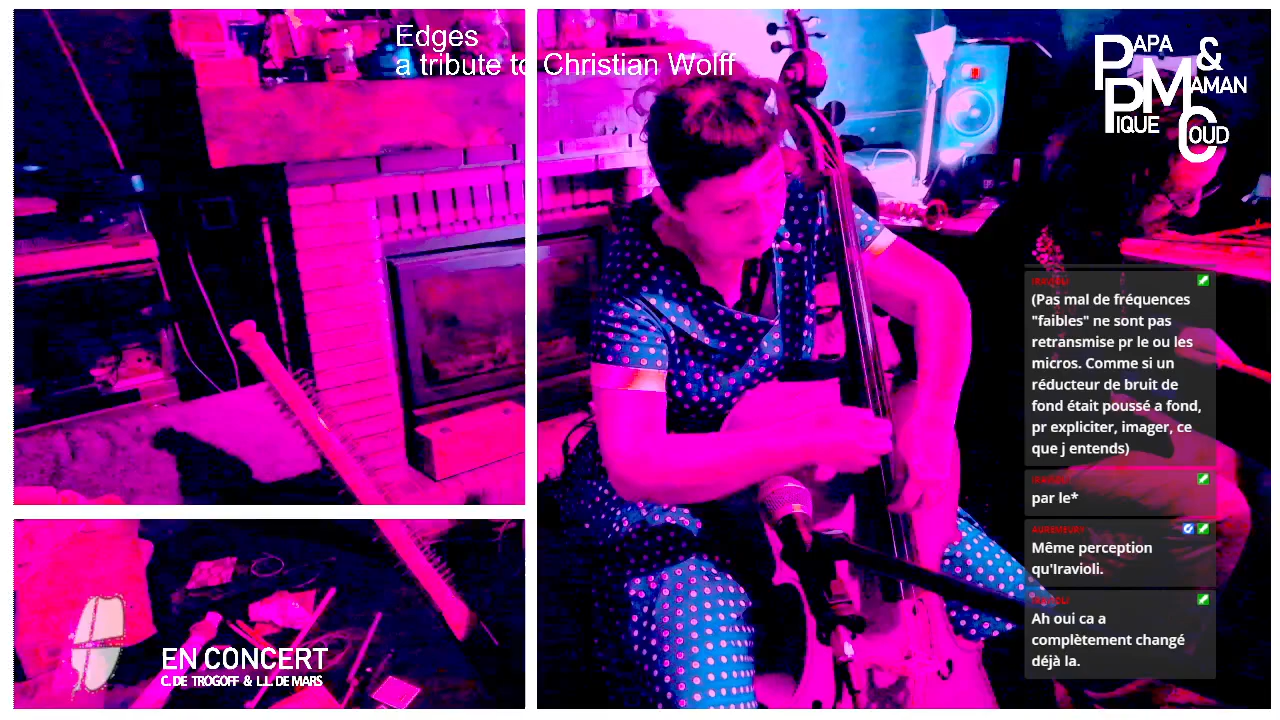 Edges
a tribute to Christian Wolff
PAPA &
MAMAN
PIQUE
COUD
IRAVIOLI
(Pas mal de fréquences
"faibles" ne sont pas
retransmise pr le ou les
micros. Comme si un
réducteur de bruit de
fond était poussé a fond,
pr expliciter, imager, ce
que j entends)
IRAVIOLI
par le*
Même perception
qu'Iravioli.
IRAVIOLI
Ah oui ca a
complètement changé
déjà la.
EN CONCERT
C. DE TROGOFF & L.L. DE MARS